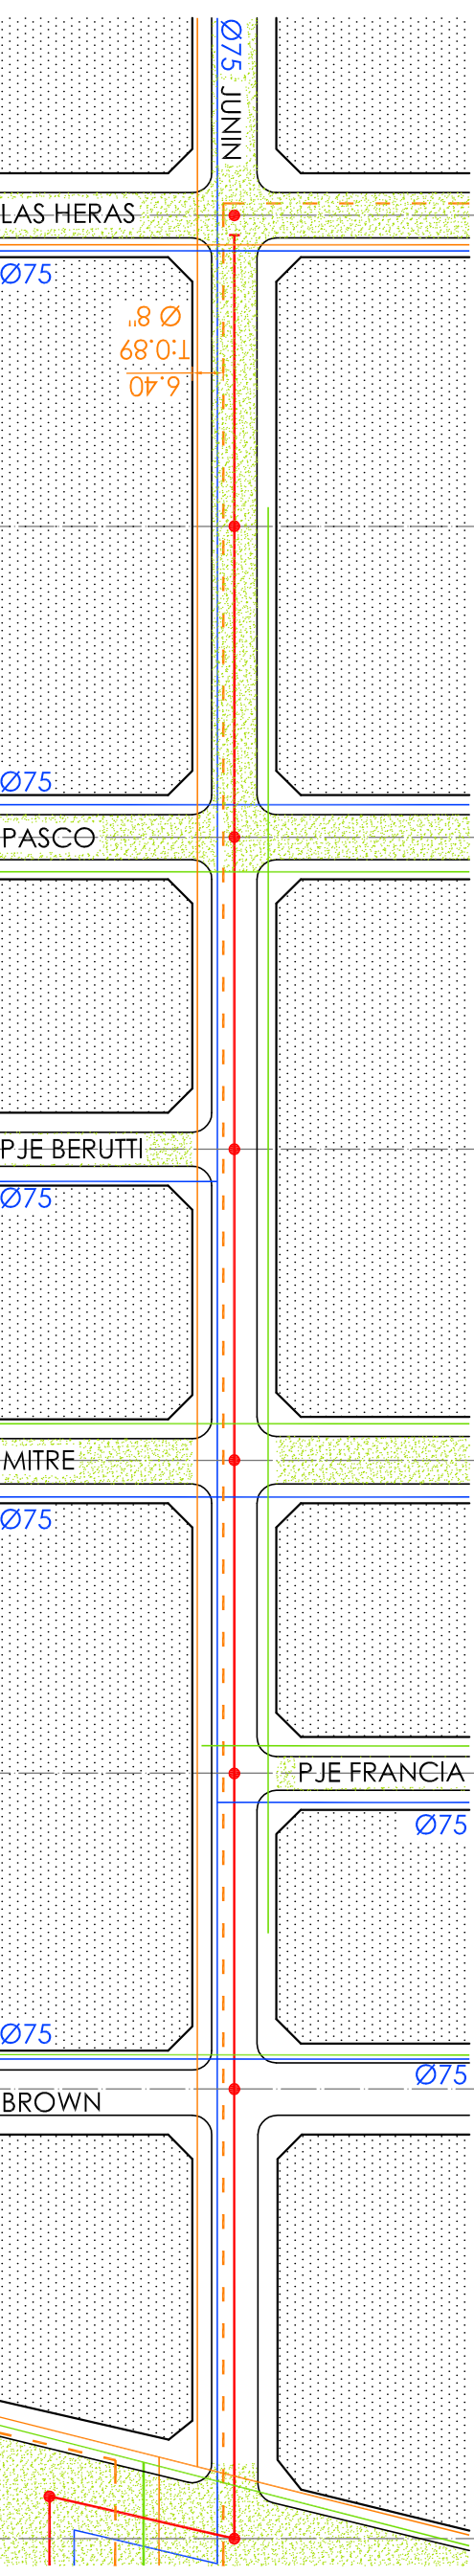 Ø75 JUNIN
LAS HERAS
Ø75
Ø 8"
T:0.89
6.40
Ø75
PASCO
PJE BERUTTI
Ø75
MITRE
Ø75
PJE FRANCIA
Ø75
Ø75
Ø75
BROWN